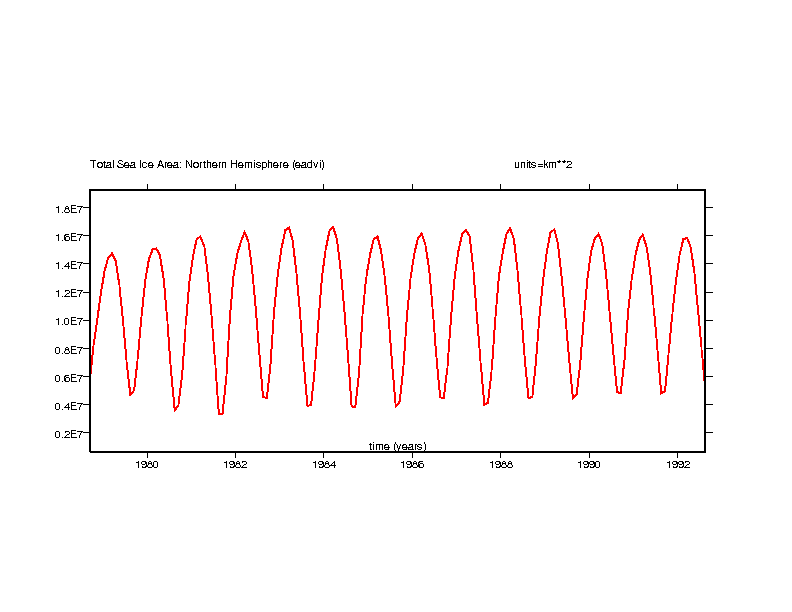 Total Sea Ice Area: Northern Hemisphere (eadvi) units=km**2
1.8E7
1.6E7
1.4E7
1.2E7
1.0E7
0.8E7
0.6E7
0.4E7
0.2E7
time (years)
1980 1982 1984 1986 1988 1990 1992